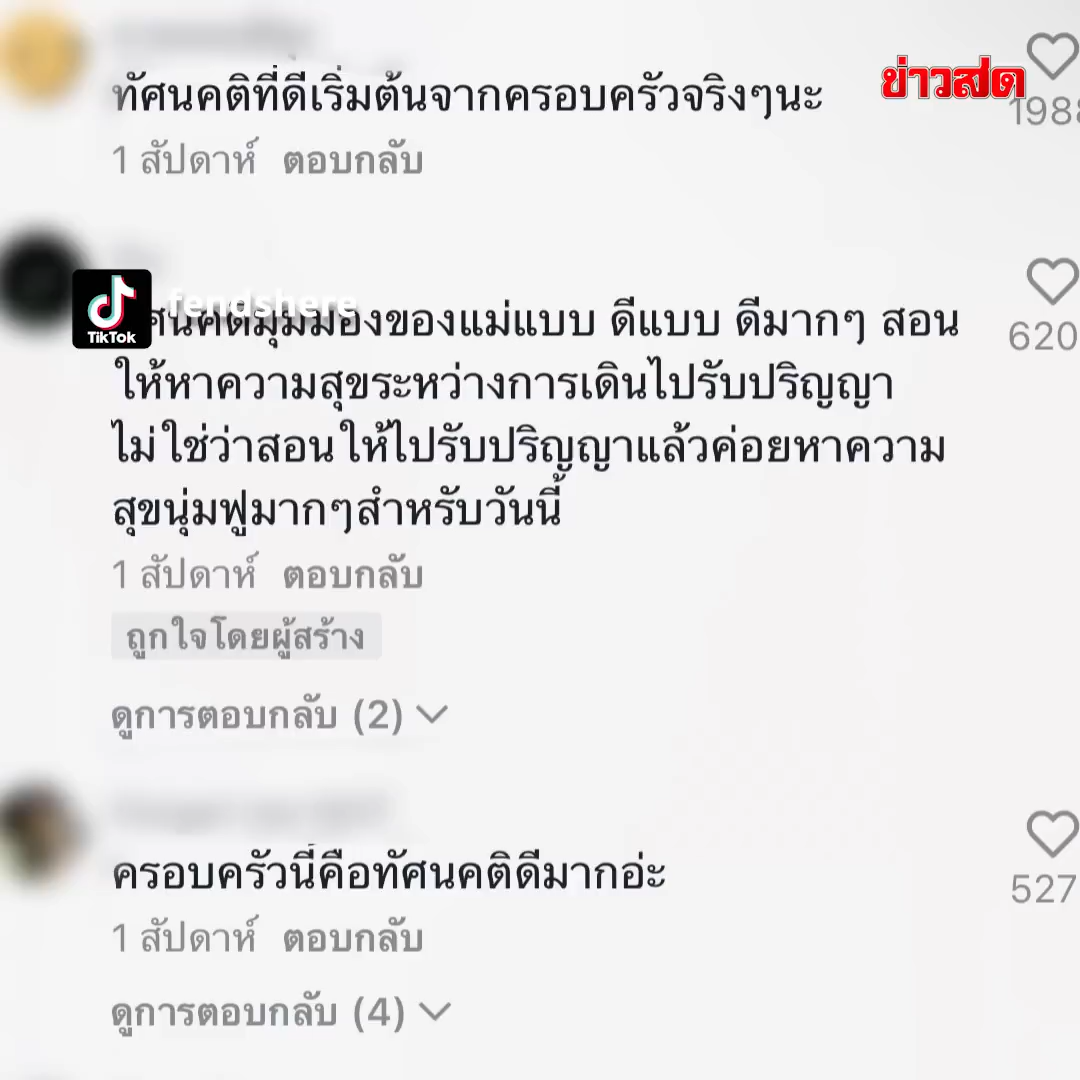 ข่าวสด
ทัศนคติที่ดีเริ่มต้นจากครอบครัวจริงๆนะ
198
1 สัปดาห์ ตอบกลับ
TikTok
fendshere
ทัศนคติมุมมองของแม่แบบ ดีแบบ ดีมากๆ สอน
620
ให้หาความสุขระหว่างการเดินไปรับปริญญา
ไม่ใช่ว่าสอนให้ไปรับปริญญาแล้วค่อยหาความ
สุขนุ่มฟูมากๆสำหรับวันนี้
1 สัปดาห์ ตอบกลับ
ถูกใจโดยผู้สร้าง
ดูการตอบกลับ (2)
ครอบครัวนี้คือทัศนคติดีมากอ่ะ
527
1 สัปดาห์ ตอบกลับ
ดูการตอบกลับ (4)